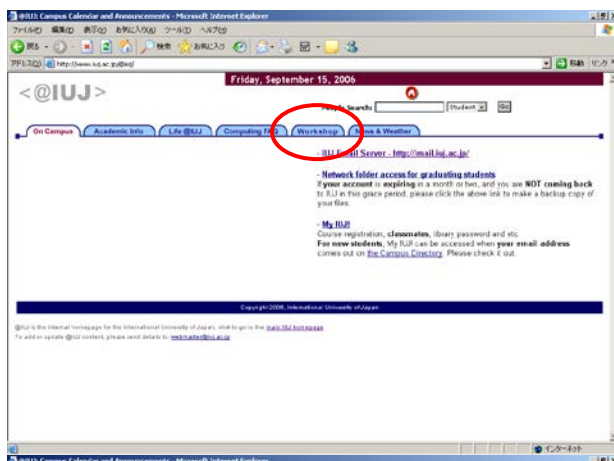 @IUJ: Campus Calendar and Announcements - Microsoft Internet Explorer
ファイル(F) 編集(E) 表示(V) お気に入り(A) ツール(T) ヘルプ(H)
戻る 検索 お気に入り
アドレス(D) http://www.iuj.ac.jp/@iuj/ 移動 リンク
Friday, September 15, 2006
<@IUJ>
People Search: Student Go
On Campus Academic Info Life @IUJ Computing FAQ Workshop News & Weather
- IUJ Email Server - http://mail.iuj.ac.jp/
- Network folder access for graduating students
If your account is expiring in a month or two, and you are NOT coming back
to IUJ in this grace period, please click the above link to make a backup copy of
your files.
- My IUJ!
Course registration, classmates, library password and etc.
For new students, My IUJ can be accessed when your email address
comes out on the Campus Directory. Please check it out.
Copyright 2006, International University of Japan
@IUJ is the internal homepage for the International University of Japan, click to go to the main IUJ homepage
To add or update @IUJ content, please send details to: webmaster@iuj.ac.jp
インターネット
@IUJ: Campus Calendar and Announcements - Microsoft Internet Explorer